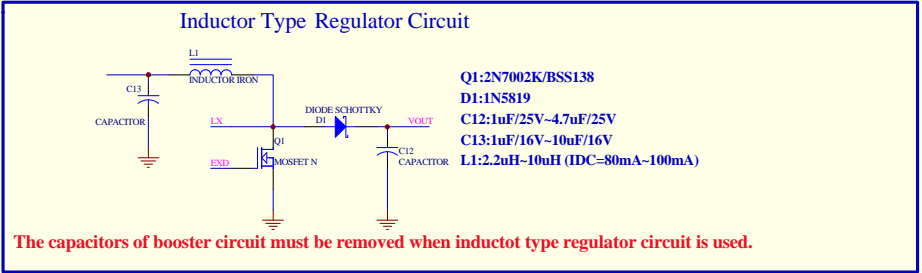 Inductor Type Regulator Circuit
L1
INDUCTOR IRON
C13
CAPACITOR
Q1:2N7002K/BSS138
D1:1N5819
C12:1uF/25V~4.7uF/25V
C13:1uF/16V~10uF/16V
L1:2.2uH~10uH (IDC=80mA~100mA)
DIODE SCHOTTKY
LX
D1
VOUT
Q1
MOSFET N
EXD
C12
CAPACITOR
The capacitors of booster circuit must be removed when inductot type regulator circuit is used.